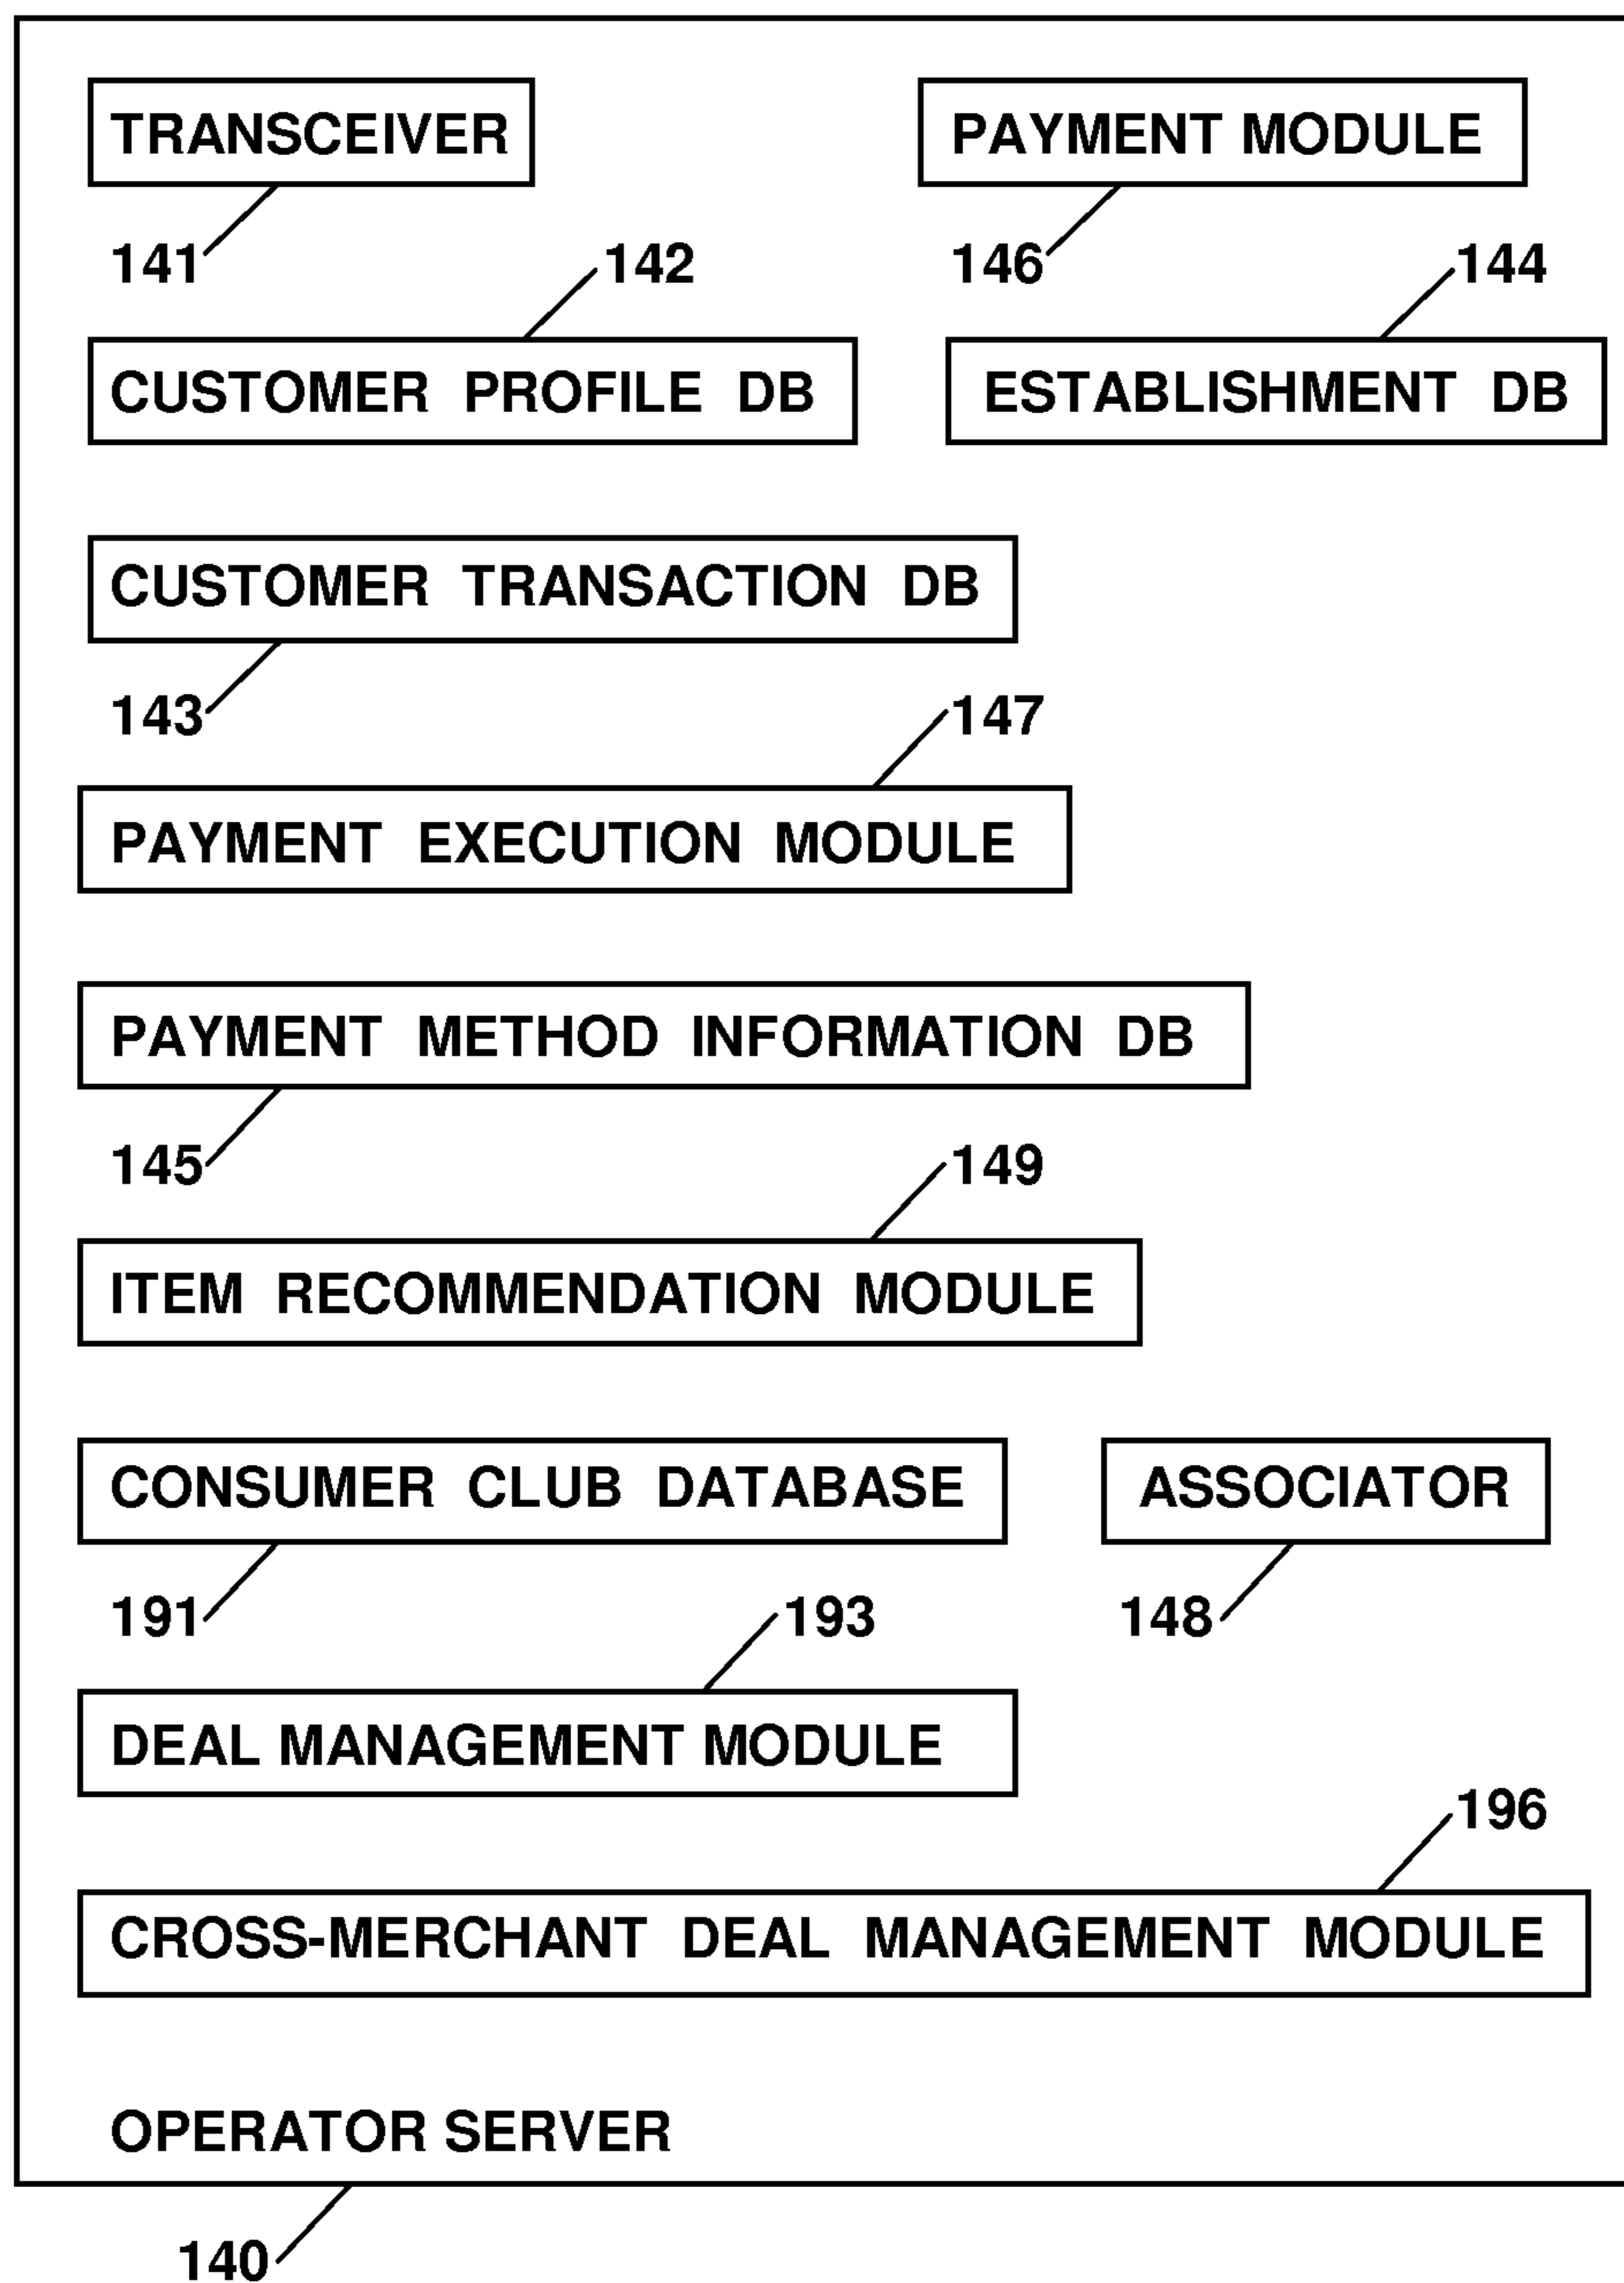 TRANSCEIVER
PAYMENT MODULE
141
142
146
144
CUSTOMER PROFILE DB
ESTABLISHMENT DB
CUSTOMER TRANSACTION DB
143
147
PAYMENT EXECUTION MODULE
PAYMENT METHOD INFORMATION DB
145
149
ITEM RECOMMENDATION MODULE
CONSUMER CLUB DATABASE
ASSOCIATOR
191
193
148
DEAL MANAGEMENT MODULE
196
CROSS-MERCHANT DEAL MANAGEMENT MODULE
OPERATOR SERVER
140